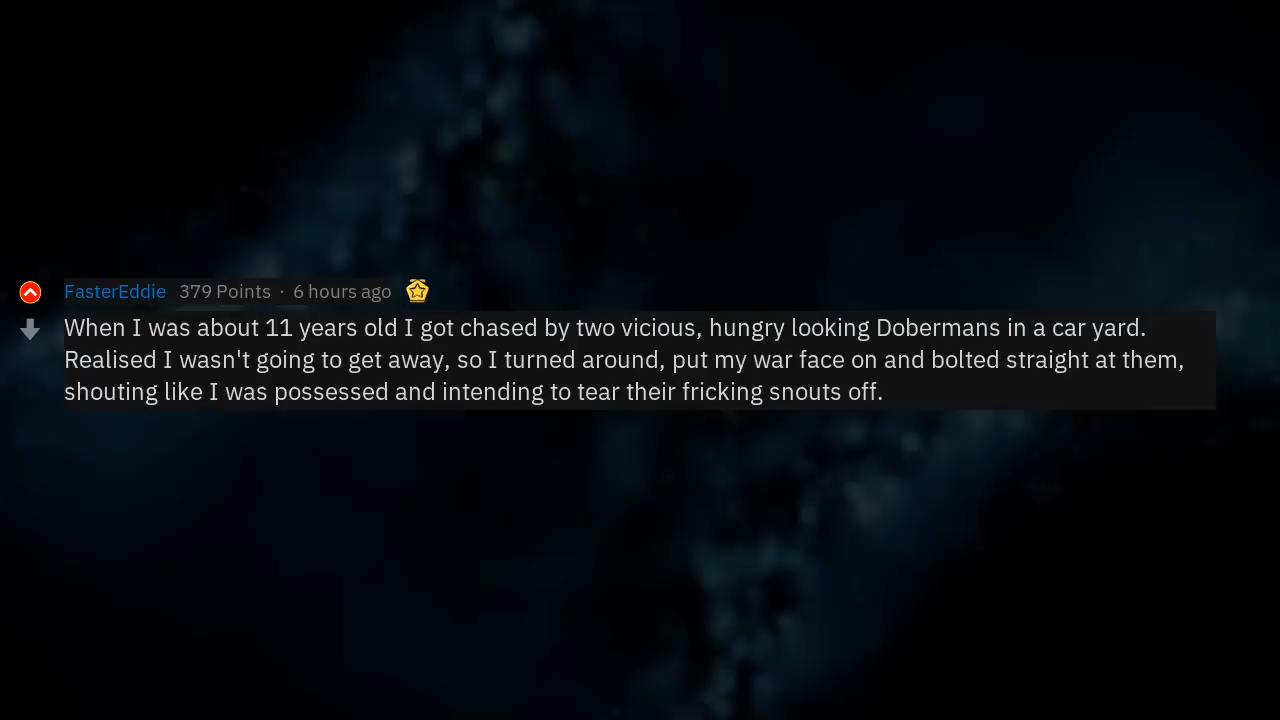 FasterEddie 379 Points · 6 hours ago
When I was about 11 years old I got chased by two vicious, hungry looking Dobermans in a car yard.
Realised I wasn't going to get away, so I turned around, put my war face on and bolted straight at them,
shouting like I was possessed and intending to tear their fricking snouts off.